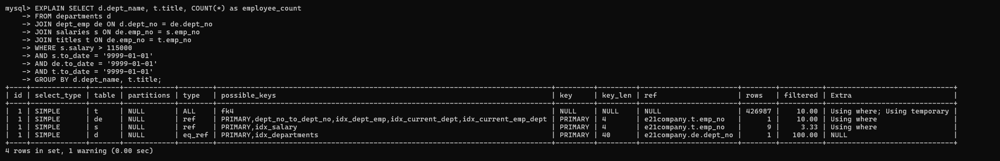 mysql> EXPLAIN SELECT d.dept_name, t.title, COUNT(*) as employee_count
    -> FROM departments d
    -> JOIN dept_emp de ON d.dept_no = de.dept_no
    -> JOIN salaries s ON de.emp_no = s.emp_no
    -> JOIN titles t ON de.emp_no = t.emp_no
    -> WHERE s.salary > 115000
    -> AND s.to_date = '9999-01-01'
    -> AND de.to_date = '9999-01-01'
    -> AND t.to_date = '9999-01-01'
    -> GROUP BY d.dept_name, t.title;
+----+-------------+-------+------------+--------+-----------------------------------------------------------------------------+---------+---------+-----------------------+--------+----------+------------------------------+
| id | select_type | table | partitions | type   | possible_keys                                                               | key     | key_len | ref                   | rows   | filtered | Extra                        |
+----+-------------+-------+------------+--------+-----------------------------------------------------------------------------+---------+---------+-----------------------+--------+----------+------------------------------+
|  1 | SIMPLE      | t     | NULL       | ALL    | fk4                                                                         | NULL    | NULL    | NULL                  | 426987 |    10.00 | Using where; Using temporary |
|  1 | SIMPLE      | de    | NULL       | ref    | PRIMARY,dept_no_to_dept_no,idx_dept_emp,idx_current_dept,idx_current_emp_dept | PRIMARY | 4       | e21company.t.emp_no   |      1 |    10.00 | Using where                  |
|  1 | SIMPLE      | s     | NULL       | ref    | PRIMARY,idx_salary                                                          | PRIMARY | 4       | e21company.t.emp_no   |      9 |     3.33 | Using where                  |
|  1 | SIMPLE      | d     | NULL       | eq_ref | PRIMARY,idx_departments                                                     | PRIMARY | 40      | e21company.de.dept_no |      1 |   100.00 | NULL                         |
+----+-------------+-------+------------+--------+-----------------------------------------------------------------------------+---------+---------+-----------------------+--------+----------+------------------------------+
4 rows in set, 1 warning (0.00 sec)